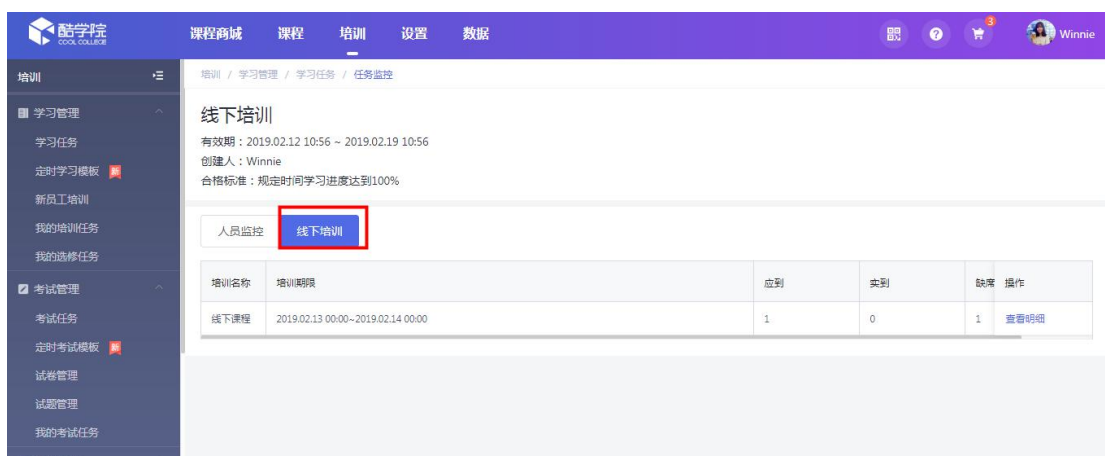 酷学院 课程商城 课程 培训 设置 数据 3 Winnie
COOL COLLEGE
培训
培训 / 学习管理 / 学习任务 / 任务监控
学习管理
学习任务
定时学习模板 新
新员工培训
我的培训任务
我的选修任务
考试管理
考试任务
定时考试模板 新
试卷管理
试题管理
我的考试任务
线下培训
有效期：2019.02.12 10:56 ~ 2019.02.19 10:56
创建人：Winnie
合格标准：规定时间学习进度达到100%
人员监控 线下培训
培训名称 培训期限 应到 实到 缺席 操作
线下课程 2019.02.13 00:00~2019.02.14 00:00 1 0 1 查看明细